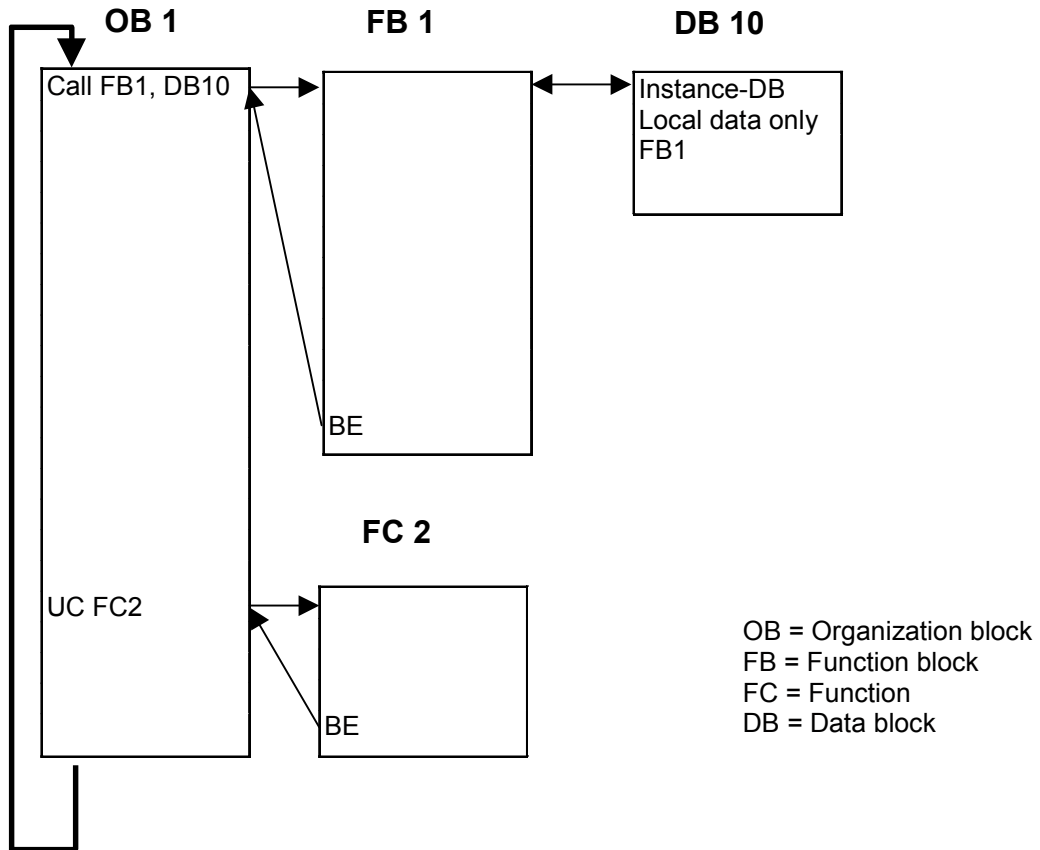 OB 1
FB 1
DB 10
Call FB1, DB10
Instance-DB
Local data only
FB1
BE
FC 2
UC FC2
BE
OB = Organization block
FB = Function block
FC = Function
DB = Data block